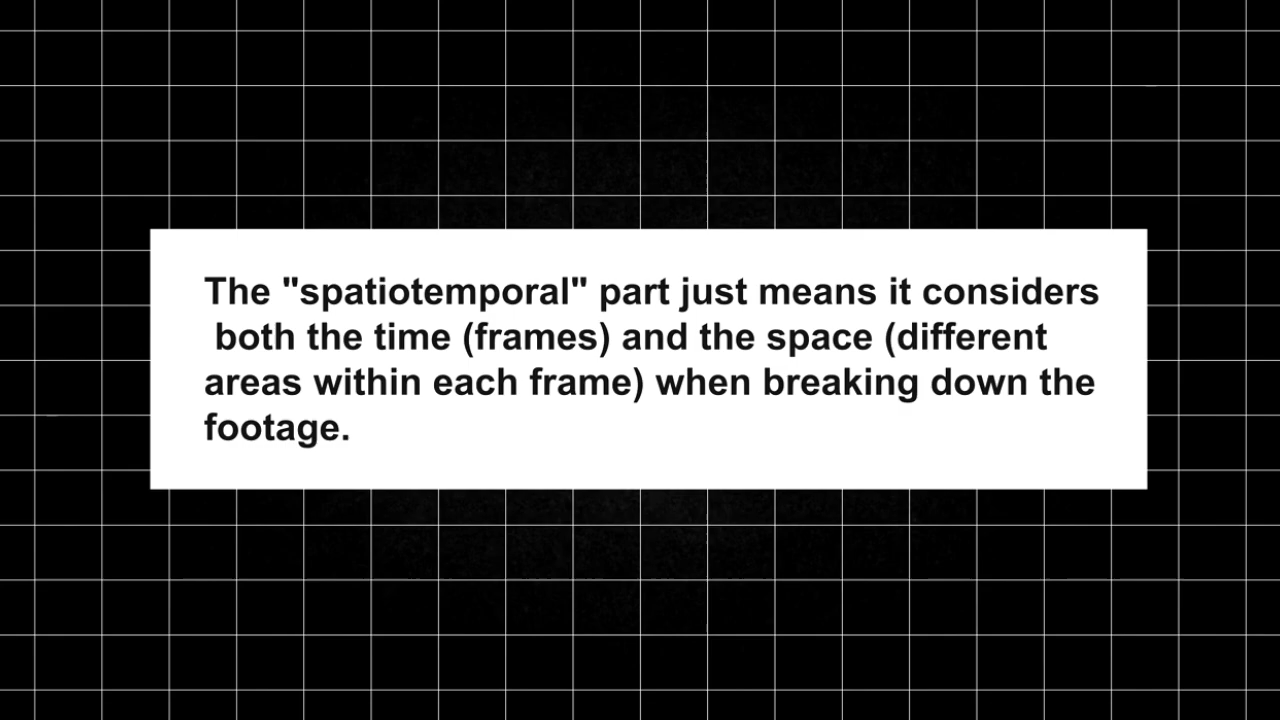 The "spatiotemporal" part just means it considers
both the time (frames) and the space (different
areas within each frame) when breaking down the
footage.